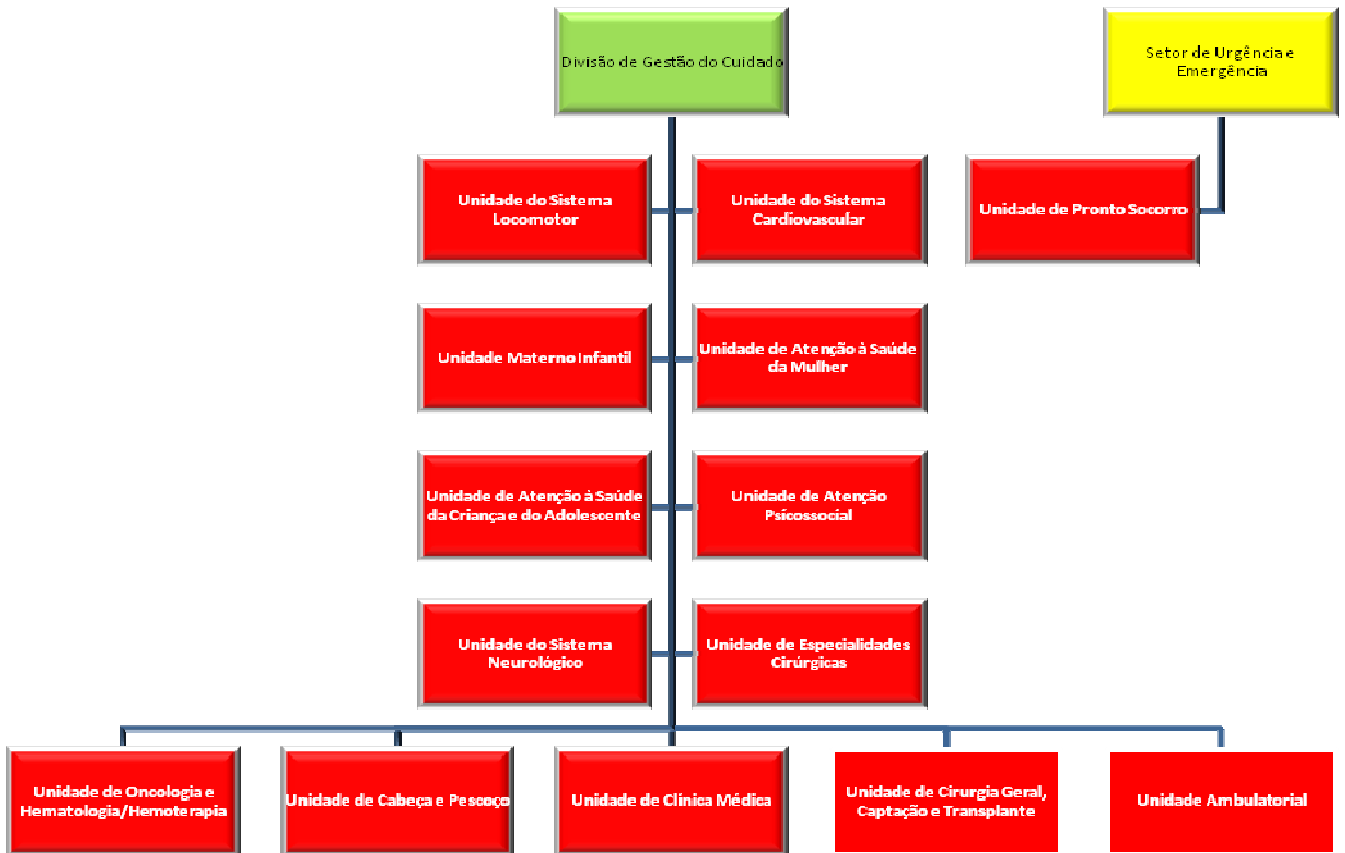 Divisão de Gestão do Cuidado
Setor de Urgência e
Emergência
Unidade do Sistema
Locomotor
Unidade do Sistema
Cardiovascular
Unidade de Pronto Socorro
Unidade Materno Infantil
Unidade de Atenção à Saúde
da Mulher
Unidade de Atenção à Saúde
da Criança e do Adolescente
Unidade de Atenção
Psicossocial
Unidade do Sistema
Neurológico
Unidade de Especialidades
Cirúrgicas
Unidade de Oncologia e
Hematologia/Hemoterapia
Unidade de Cabeça e Pescoço
Unidade de Clínica Médica
Unidade de Cirurgia Geral,
Captação e Transplante
Unidade Ambulatorial